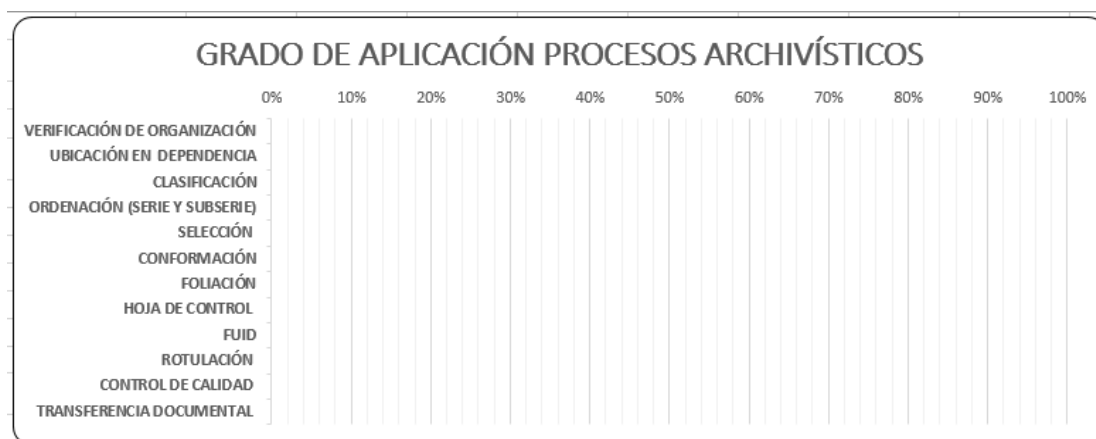 GRADO DE APLICACIÓN PROCESOS ARCHIVÍSTICOS
0% 10% 20% 30% 40% 50% 60% 70% 80% 90% 100%
VERIFICACIÓN DE ORGANIZACIÓN
UBICACIÓN EN DEPENDENCIA
CLASIFICACIÓN
ORDENACIÓN (SERIE Y SUBSERIE)
SELECCIÓN
CONFORMACIÓN
FOLIACIÓN
HOJA DE CONTROL
FUID
ROTULACIÓN
CONTROL DE CALIDAD
TRANSFERENCIA DOCUMENTAL